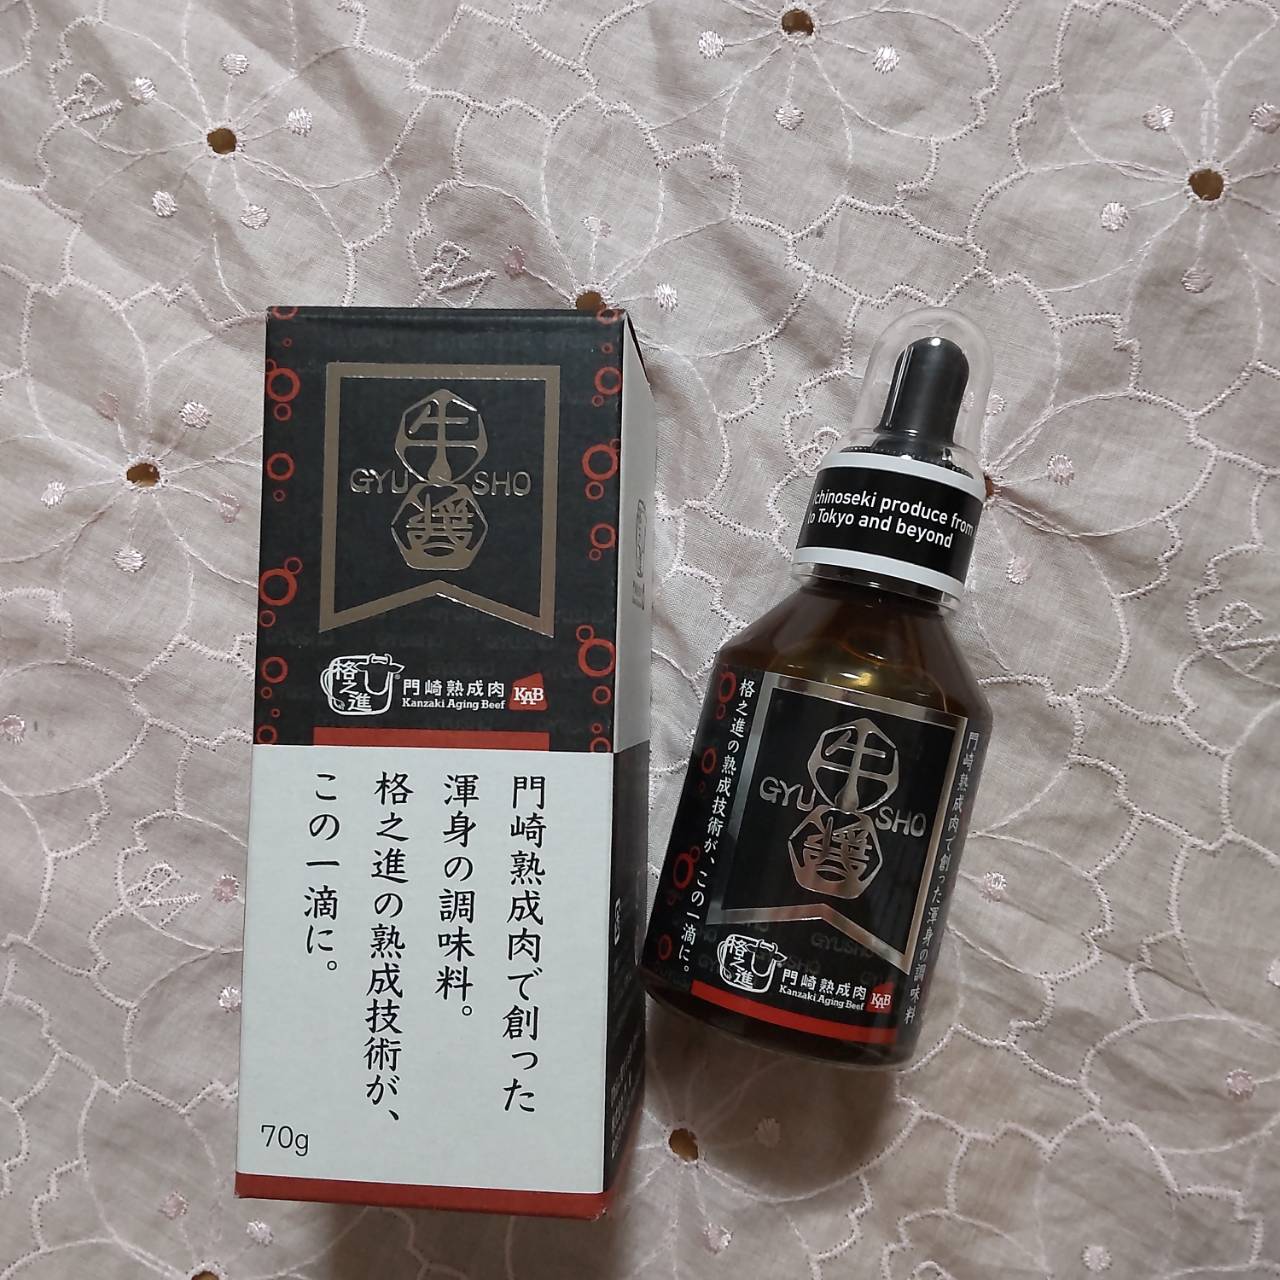 牛醤
GYUSHO
格之進
門崎熟成肉
Kanzaki Aging Beef
KAB
門崎熟成肉で創った
渾身の調味料。
格之進の熟成技術が、
この一滴に。
70g
Ichinoseki produce from
to Tokyo and beyond
門崎熟成肉で創った渾身の調味料
格之進の熟成技術が、この一滴に。
牛醤
GYUSHO
格之進
門崎熟成肉
Kanzaki Aging Beef
KAB